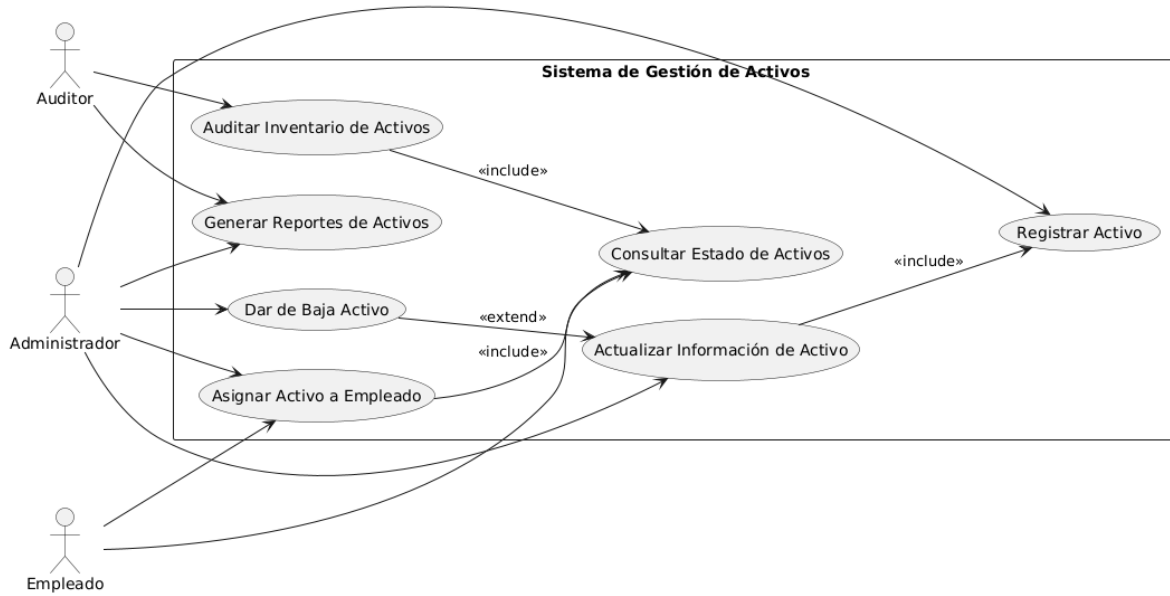 Sistema de Gestión de Activos
Auditor
Auditar Inventario de Activos
«include»
Generar Reportes de Activos
Consultar Estado de Activos
Registrar Activo
«include»
Administrador
Dar de Baja Activo
«extend»
«include»
Actualizar Información de Activo
Asignar Activo a Empleado
Empleado